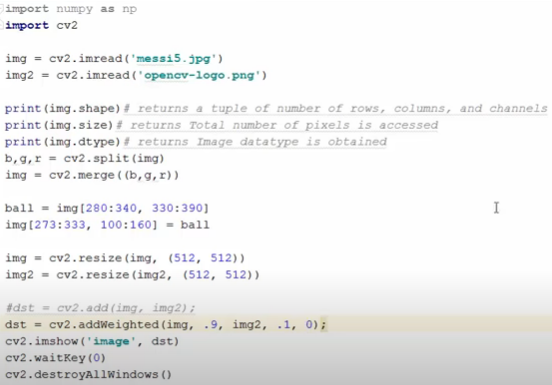 import numpy as np
import cv2
img = cv2.imread('messi5.jpg')
img2 = cv2.imread('opencv-logo.png')
print(img.shape)# returns a tuple of number of rows, columns, and channels
print(img.size)# returns Total number of pixels is accessed
print(img.dtype)# returns Image datatype is obtained
b,g,r = cv2.split(img)
img = cv2.merge((b,g,r))
ball = img[280:340, 330:390]
img[273:333, 100:160] = ball
img = cv2.resize(img, (512, 512))
img2 = cv2.resize(img2, (512, 512))
#dst = cv2.add(img, img2);
dst = cv2.addWeighted(img, .9, img2, .1, 0);
cv2.imshow('image', dst)
cv2.waitKey(0)
cv2.destroyAllWindows()